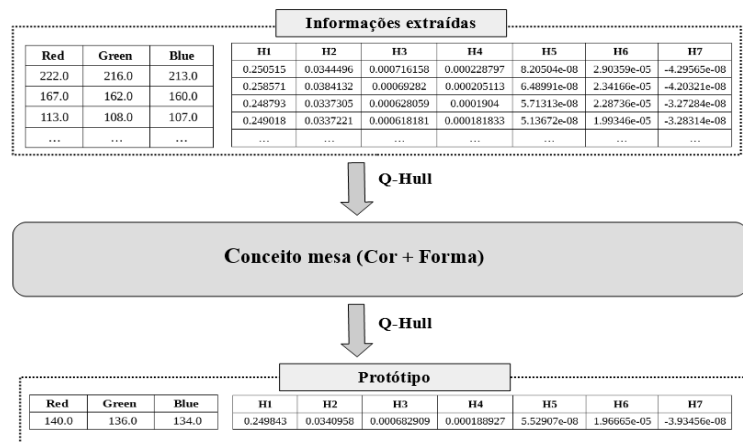 Informações extraídas
Red Green Blue
222.0 216.0 213.0
167.0 162.0 160.0
113.0 108.0 107.0
... ... ...
H1 H2 H3 H4 H5 H6 H7
0.250515 0.0344496 0.000716158 0.000228797 8.20504e-08 2.90359e-05 -4.29565e-08
0.258571 0.0384132 0.00069282 0.000205113 6.48991e-08 2.34166e-05 -4.20321e-08
0.248793 0.0337305 0.000628059 0.0001904 5.71313e-08 2.28736e-05 -3.27284e-08
0.249018 0.0337221 0.000618181 0.000181833 5.13672e-08 1.99346e-05 -3.28314e-08
... ... ... ... ... ... ...
Q-Hull
Conceito mesa (Cor + Forma)
Q-Hull
Protótipo
Red Green Blue
140.0 136.0 134.0
H1 H2 H3 H4 H5 H6 H7
0.249843 0.0340958 0.000682909 0.000188927 5.52907e-08 1.96665e-05 -3.93456e-08